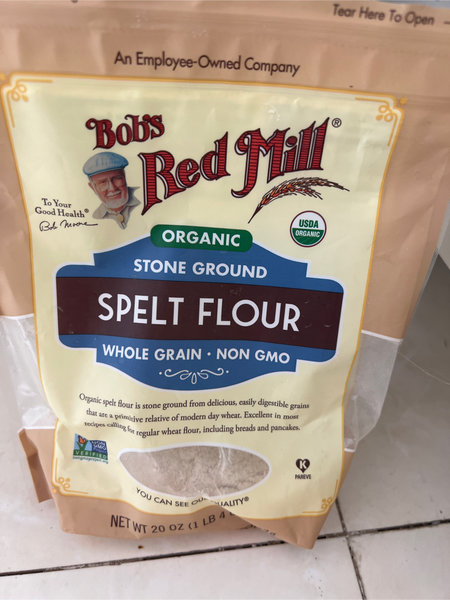 Tear Here To Open
An Employee-Owned Company
Bob's
Red Mill®
To Your
Good Health®
Bob Moore
ORGANIC
USDA
ORGANIC
STONE GROUND
SPELT FLOUR
WHOLE GRAIN • NON GMO
Organic spelt flour is stone ground from delicious, easily digestible grains
that are a primitive relative of modern day wheat. Excellent in most
recipes calling for regular wheat flour, including breads and pancakes.
VERIFIED
K
PAREVE
YOU CAN SEE OUR QUALITY®
NET WT 20 OZ (1 LB 4